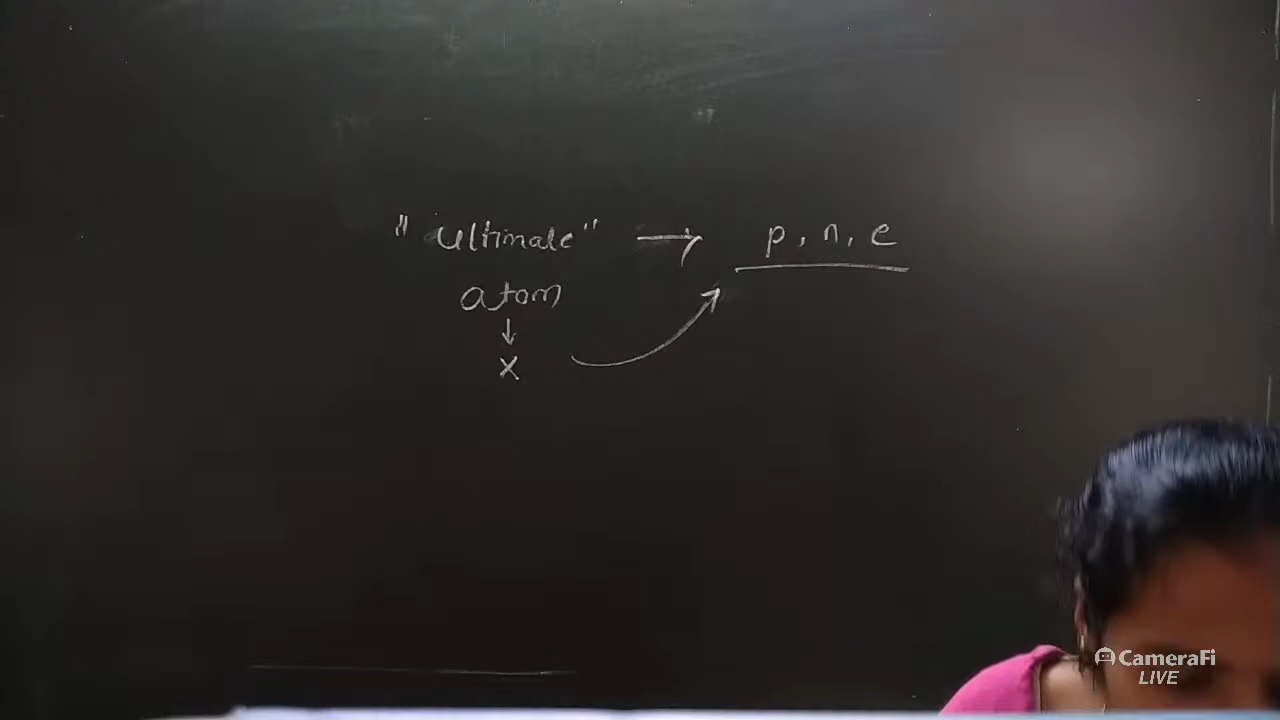 "ultimate" → p, n, e
atom
↓
x
CameraFi
LIVE